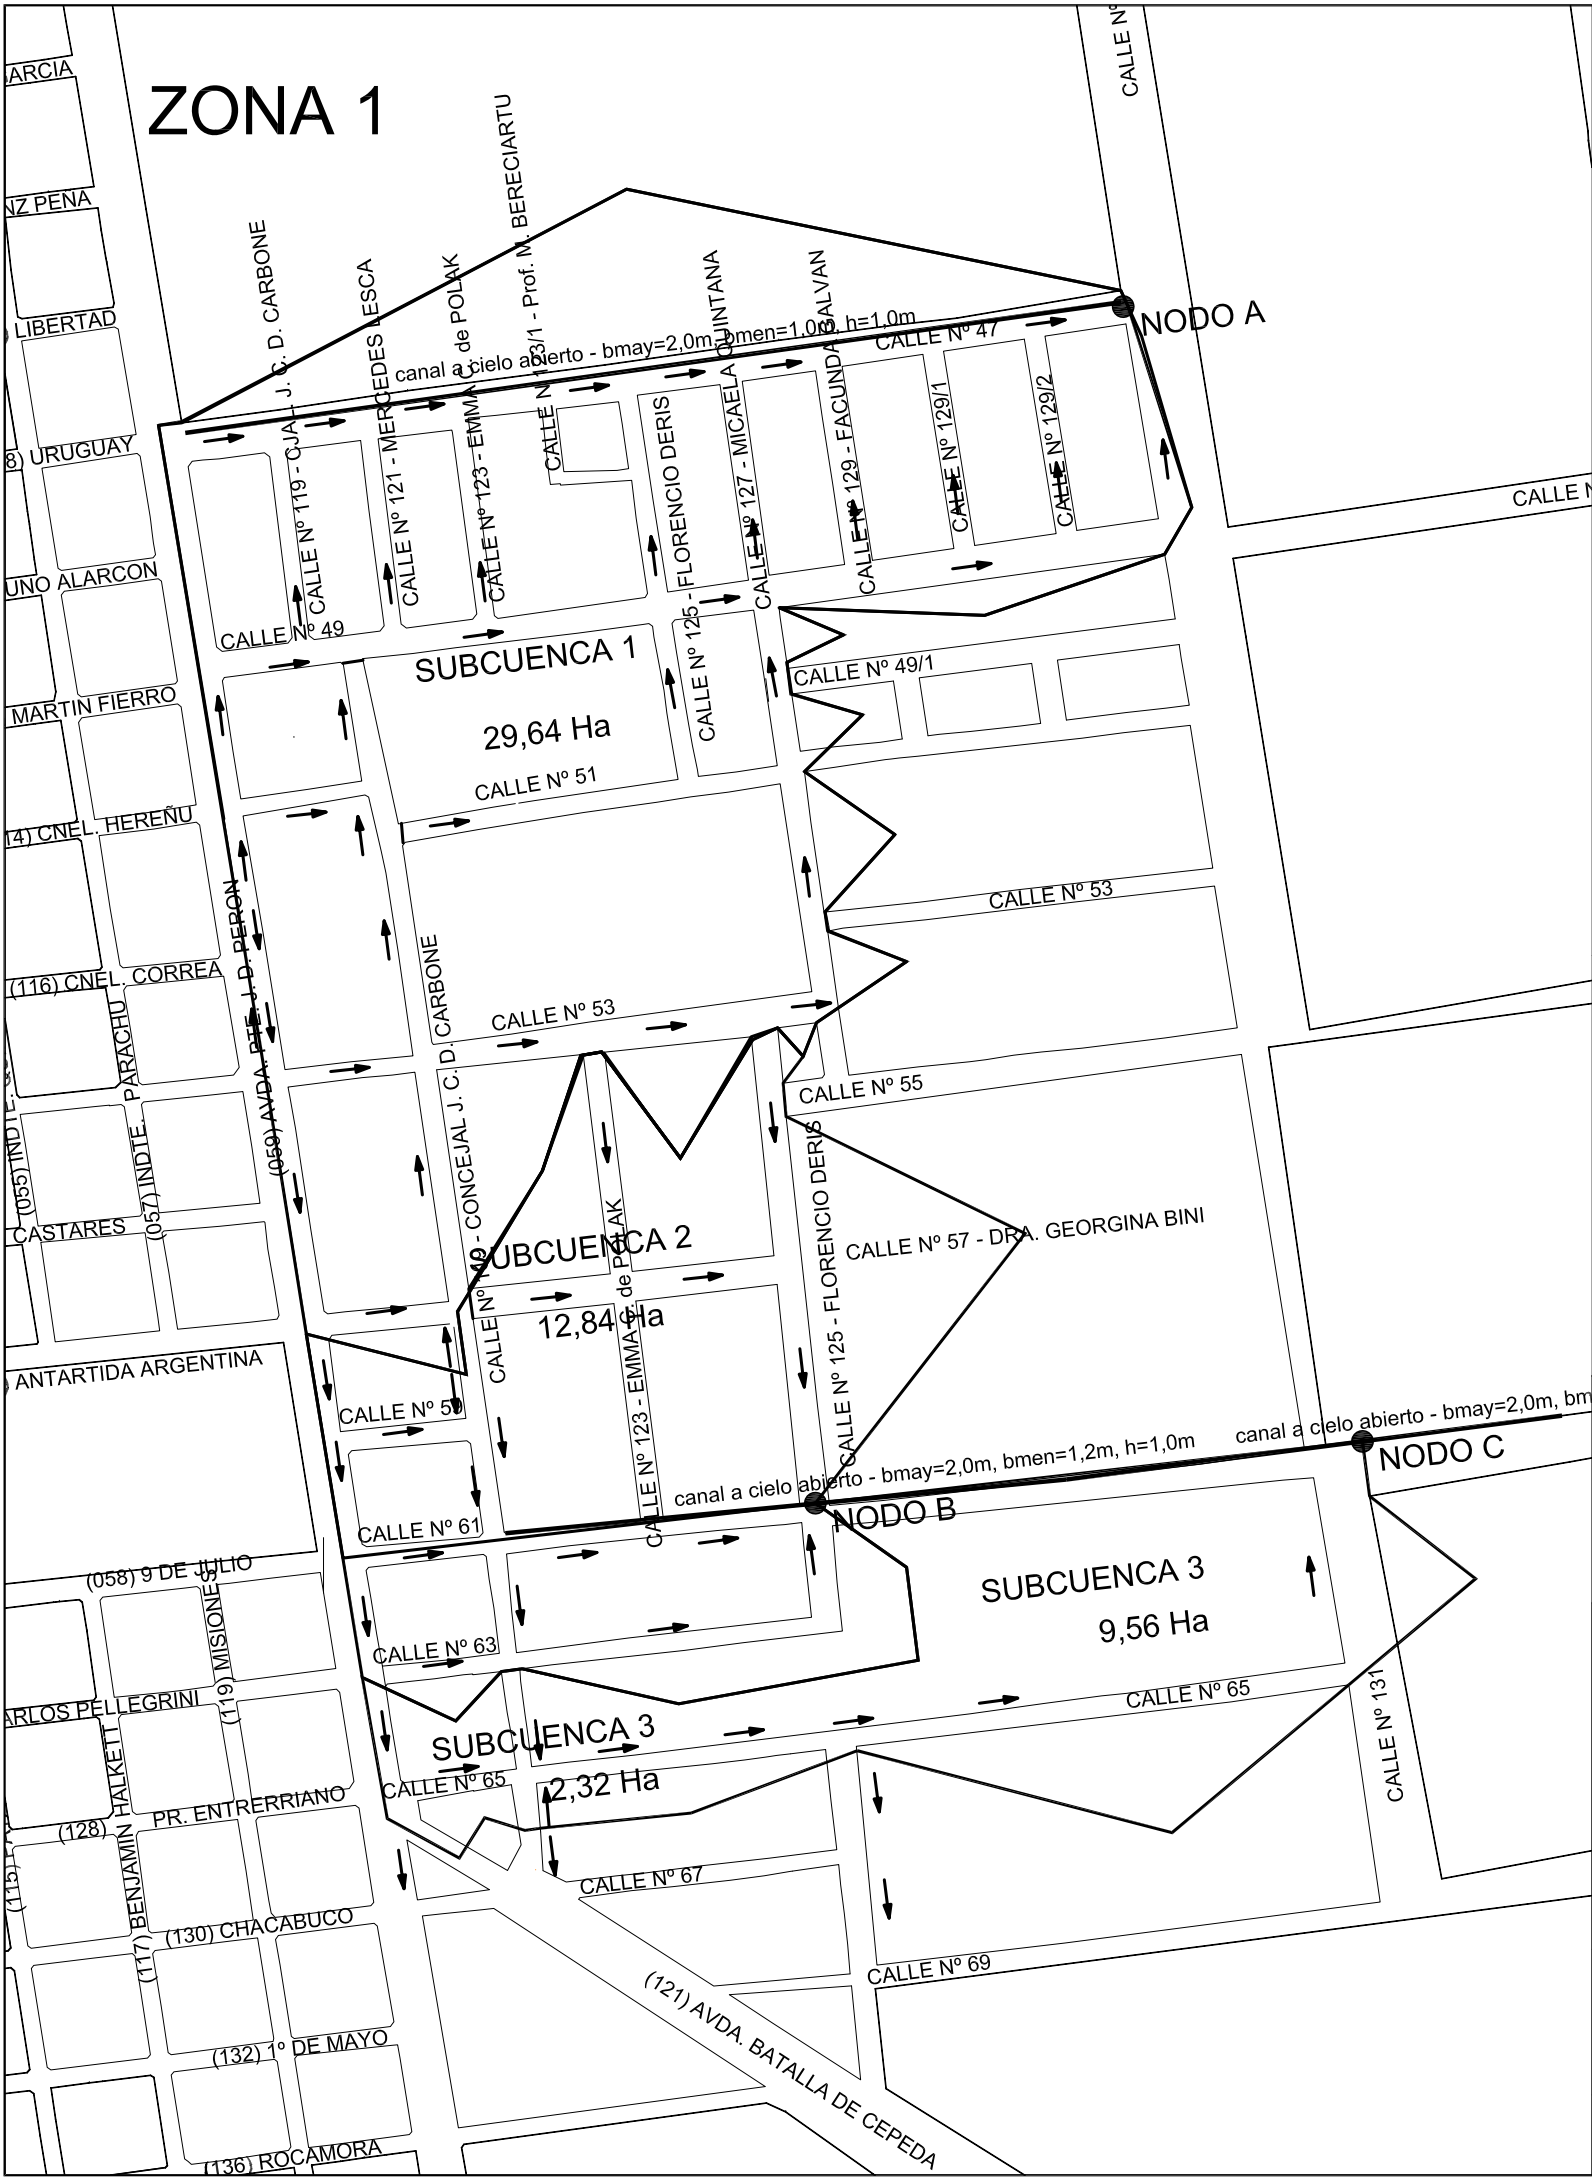 ZONA 1
CALLE Nº
ARCIA
NZ PEÑA
LIBERTAD
8) URUGUAY
UNO ALARCON
MARTIN FIERRO
14) CNEL. HEREÑU
(116) CNEL. CORREA
CALLE Nº 119 - CJAL. J. C. D. CARBONE
CALLE Nº 121 - MERCEDES LESCA
CALLE Nº 123 - EMMA C. de POLAK
CALLE Nº 123/1 - Prof. M. BERECIARTU
CALLE Nº 125 - FLORENCIO DERIS
CALLE Nº 127 - MICAELA QUINTANA
CALLE Nº 129 - FACUNDA GALVAN
CALLE Nº 129/1
CALLE Nº 129/2
canal a cielo abierto - bmay=2,0m, bmen=1,0m, h=1,0m
CALLE Nº 47
NODO A
CALLE N
CALLE Nº 49
SUBCUENCA 1
29,64 Ha
CALLE Nº 49/1
CALLE Nº 51
CALLE Nº 53
CALLE Nº 53
CALLE Nº 55
(059) AVDA. PTE. J. D. PERON
(055) INDTE.
(057) INDTE. PARACHU
CASTARES
ANTARTIDA ARGENTINA
CALLE Nº 119 - CONCEJAL J. C. D. CARBONE
SUBCUENCA 2
12,84 Ha
CALLE Nº 123 - EMMA C. de POLAK
CALLE Nº 125 - FLORENCIO DERIS
CALLE Nº 57 - DRA. GEORGINA BINI
CALLE Nº 59
canal a cielo abierto - bmay=2,0m, bmen=1,2m, h=1,0m
canal a cielo abierto - bmay=2,0m, bm
NODO C
NODO B
CALLE Nº 61
(058) 9 DE JULIO
(119) MISIONES
SUBCUENCA 3
9,56 Ha
CALLE Nº 63
CALLE Nº 65
CALLE Nº 131
ARLOS PELLEGRINI
SUBCUENCA 3
2,32 Ha
CALLE Nº 65
(117) BENJAMIN HALKETT
(128) PR. ENTRERRIANO
(115)
CALLE Nº 67
(130) CHACABUCO
CALLE Nº 69
(121) AVDA. BATALLA DE CEPEDA
(132) 1º DE MAYO
(136) ROCAMORA